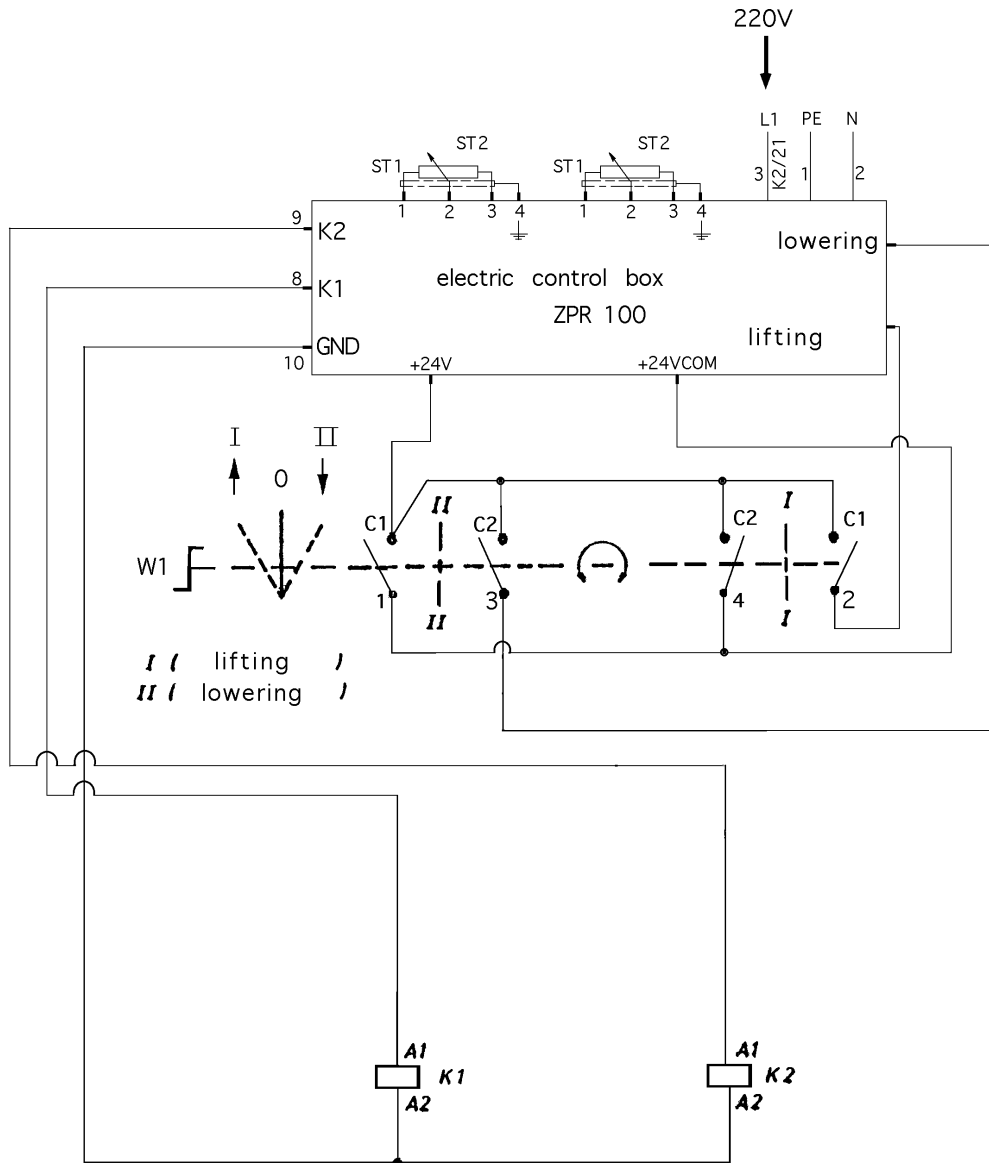 220V
L1 PE N
K2/21
3 1 2
ST1 ST2 ST1 ST2
1 2 3 4 1 2 3 4
9 K2 lowering
8 K1 electric control box
ZPR 100
lifting
10 GND
+24V +24VCOM
I II
0
C1 II C2 C2 I C1
W1
1 II 3 4 I 2
I ( lifting )
II ( lowering )
A1 A1
K1 K2
A2 A2